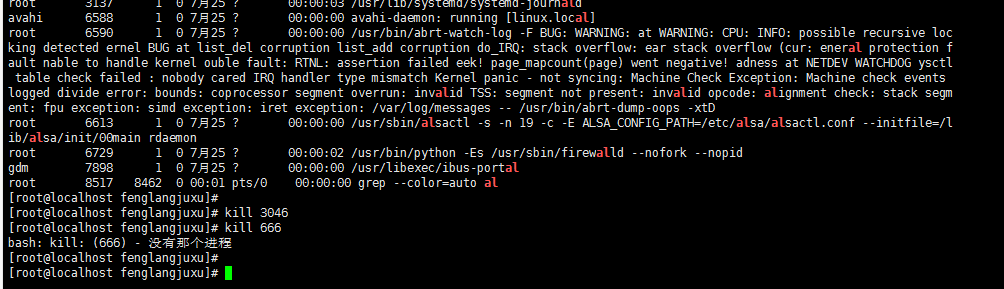 root 3137 1 0 7月25 ? 00:00:03 /usr/lib/systemd/systemd-journald
avahi 6588 1 0 7月25 ? 00:00:00 avahi-daemon: running [linux.local]
root 6590 1 0 7月25 ? 00:00:00 /usr/bin/abrt-watch-log -F BUG: WARNING: at WARNING: CPU: INFO: possible recursive loc
king detected ernel BUG at list_del corruption list_add corruption do_IRQ: stack overflow: ear stack overflow (cur: eneral protection f
ault nable to handle kernel ouble fault: RTNL: assertion failed eek! page_mapcount(page) went negative! adness at NETDEV WATCHDOG ysctl
table check failed : nobody cared IRQ handler type mismatch Kernel panic - not syncing: Machine Check Exception: Machine check events
logged divide error: bounds: coprocessor segment overrun: invalid TSS: segment not present: invalid opcode: alignment check: stack segm
ent: fpu exception: simd exception: iret exception: /var/log/messages -- /usr/bin/abrt-dump-oops -xtD
root 6613 1 0 7月25 ? 00:00:00 /usr/sbin/alsactl -s -n 19 -c -E ALSA_CONFIG_PATH=/etc/alsa/alsactl.conf --initfile=/l
ib/alsa/init/00main rdaemon
root 6729 1 0 7月25 ? 00:00:02 /usr/bin/python -Es /usr/sbin/firewalld --nofork --nopid
gdm 7898 1 0 7月25 ? 00:00:00 /usr/libexec/ibus-portal
root 8517 8462 0 00:01 pts/0 00:00:00 grep --color=auto al
[root@localhost fenglangjuxu]#
[root@localhost fenglangjuxu]# kill 3046
[root@localhost fenglangjuxu]# kill 666
bash: kill: (666) - 没有那个进程
[root@localhost fenglangjuxu]#
[root@localhost fenglangjuxu]#